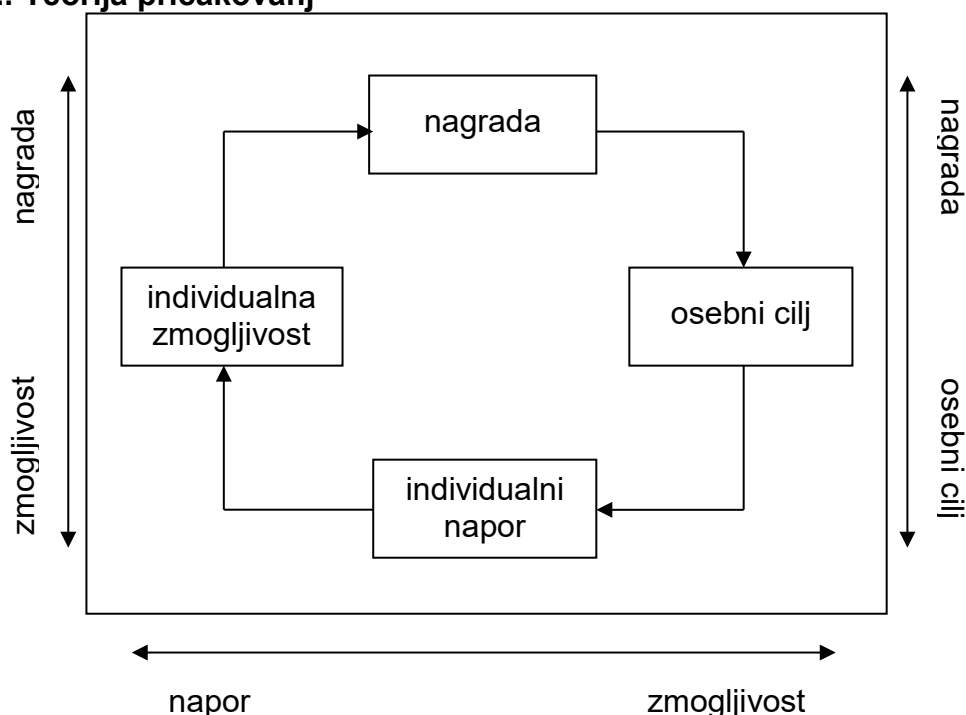 Teorija pričakovanj
nagrada
nagrada
nagrada
individualna
zmogljivost
osebni cilj
zmogljivost
osebni cilj
individualni
napor
napor
zmogljivost